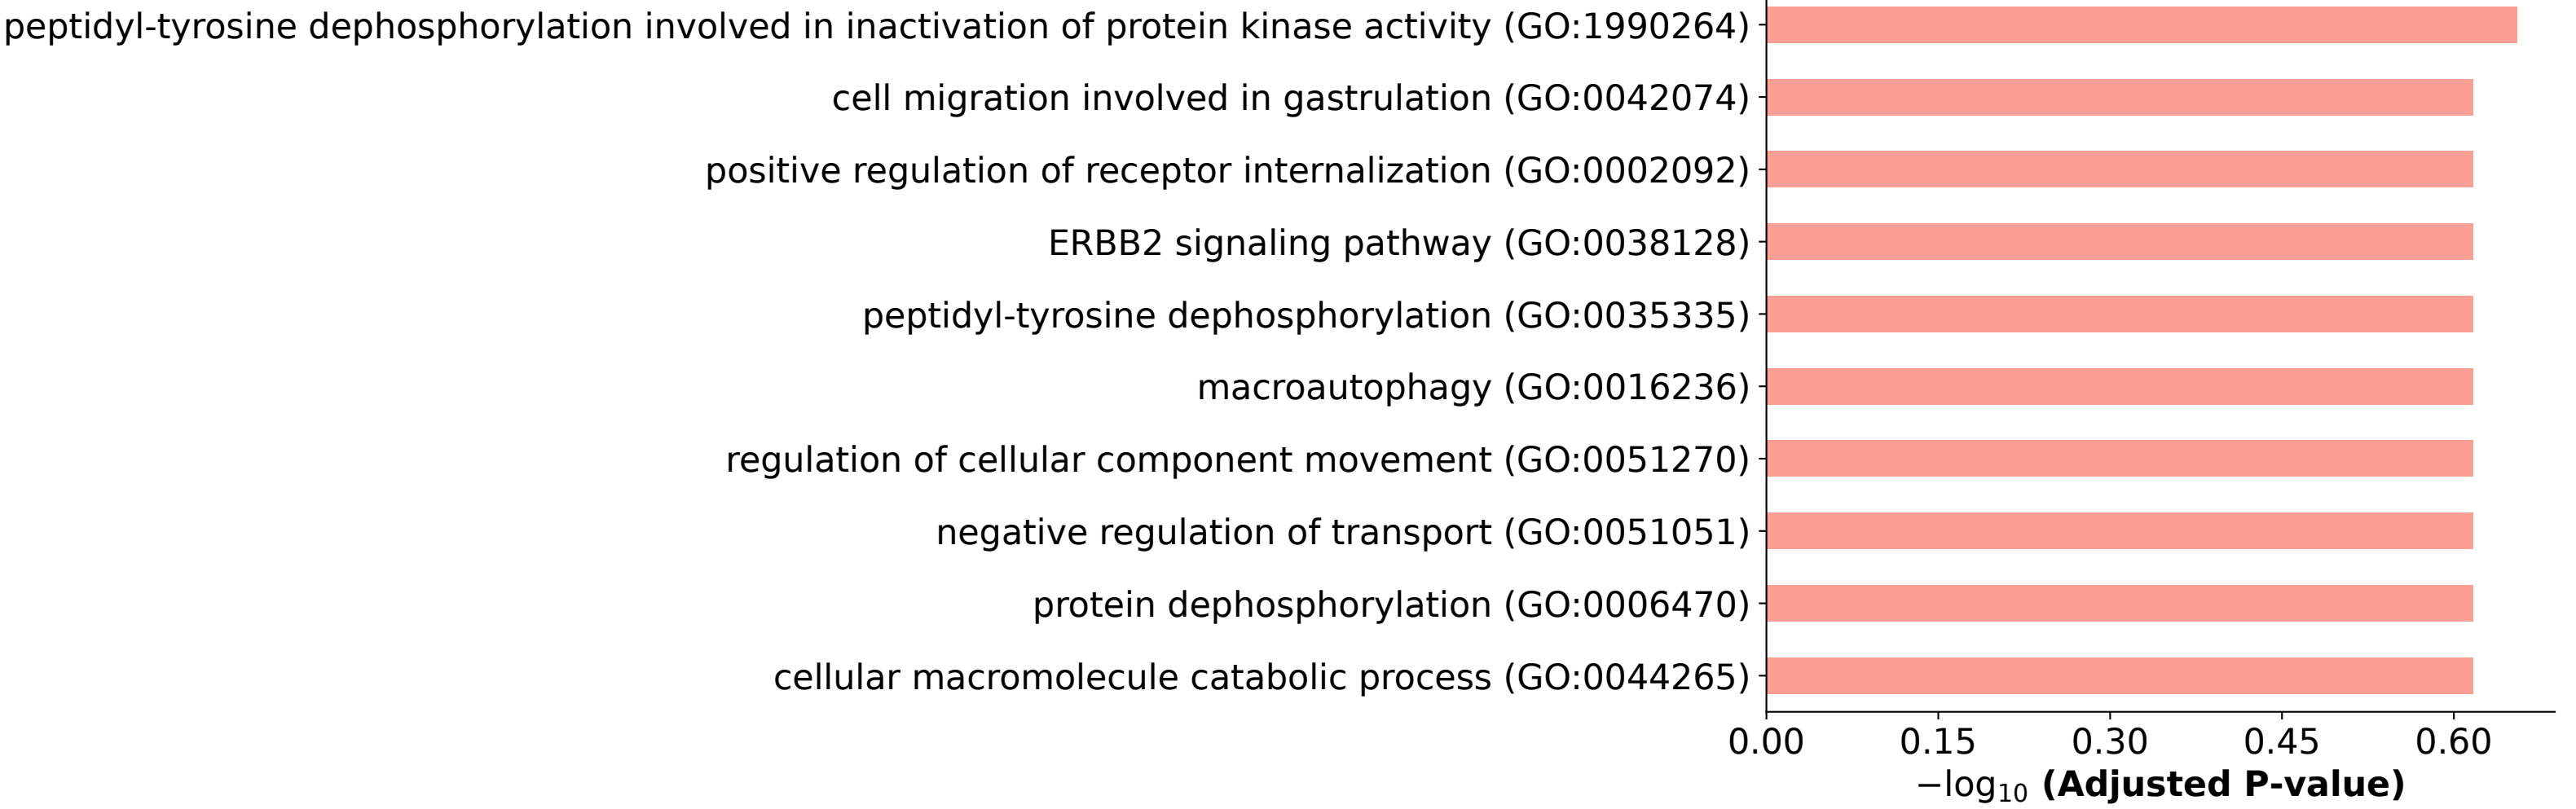 peptidyl-tyrosine dephosphorylation involved in inactivation of protein kinase activity (GO:1990264)
cell migration involved in gastrulation (GO:0042074)
positive regulation of receptor internalization (GO:0002092)
ERBB2 signaling pathway (GO:0038128)
peptidyl-tyrosine dephosphorylation (GO:0035335)
macroautophagy (GO:0016236)
regulation of cellular component movement (GO:0051270)
negative regulation of transport (GO:0051051)
protein dephosphorylation (GO:0006470)
cellular macromolecule catabolic process (GO:0044265)
0.00 0.15 0.30 0.45 0.60
−log₁₀ (Adjusted P-value)